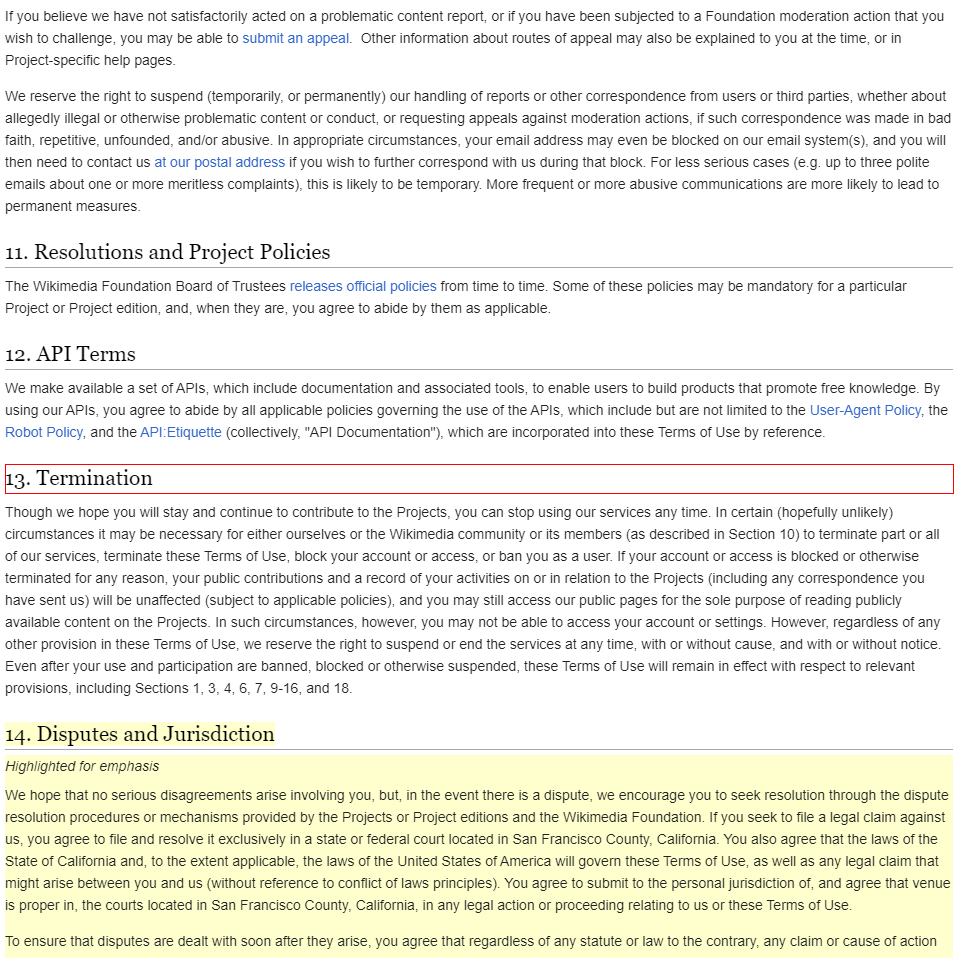 If you believe we have not satisfactorily acted on a problematic content report, or if you have been subjected to a Foundation moderation action that you
wish to challenge, you may be able to submit an appeal.  Other information about routes of appeal may also be explained to you at the time, or in
Project-specific help pages.
We reserve the right to suspend (temporarily, or permanently) our handling of reports or other correspondence from users or third parties, whether about
allegedly illegal or otherwise problematic content or conduct, or requesting appeals against moderation actions, if such correspondence was made in bad
faith, repetitive, unfounded, and/or abusive. In appropriate circumstances, your email address may even be blocked on our email system(s), and you will
then need to contact us at our postal address if you wish to further correspond with us during that block. For less serious cases (e.g. up to three polite
emails about one or more meritless complaints), this is likely to be temporary. More frequent or more abusive communications are more likely to lead to
permanent measures.
11. Resolutions and Project Policies
The Wikimedia Foundation Board of Trustees releases official policies from time to time. Some of these policies may be mandatory for a particular
Project or Project edition, and, when they are, you agree to abide by them as applicable.
12. API Terms
We make available a set of APIs, which include documentation and associated tools, to enable users to build products that promote free knowledge. By
using our APIs, you agree to abide by all applicable policies governing the use of the APIs, which include but are not limited to the User-Agent Policy, the
Robot Policy, and the API:Etiquette (collectively, "API Documentation"), which are incorporated into these Terms of Use by reference.
13. Termination
Though we hope you will stay and continue to contribute to the Projects, you can stop using our services any time. In certain (hopefully unlikely)
circumstances it may be necessary for either ourselves or the Wikimedia community or its members (as described in Section 10) to terminate part or all
of our services, terminate these Terms of Use, block your account or access, or ban you as a user. If your account or access is blocked or otherwise
terminated for any reason, your public contributions and a record of your activities on or in relation to the Projects (including any correspondence you
have sent us) will be unaffected (subject to applicable policies), and you may still access our public pages for the sole purpose of reading publicly
available content on the Projects. In such circumstances, however, you may not be able to access your account or settings. However, regardless of any
other provision in these Terms of Use, we reserve the right to suspend or end the services at any time, with or without cause, and with or without notice.
Even after your use and participation are banned, blocked or otherwise suspended, these Terms of Use will remain in effect with respect to relevant
provisions, including Sections 1, 3, 4, 6, 7, 9-16, and 18.
14. Disputes and Jurisdiction
Highlighted for emphasis
We hope that no serious disagreements arise involving you, but, in the event there is a dispute, we encourage you to seek resolution through the dispute
resolution procedures or mechanisms provided by the Projects or Project editions and the Wikimedia Foundation. If you seek to file a legal claim against
us, you agree to file and resolve it exclusively in a state or federal court located in San Francisco County, California. You also agree that the laws of the
State of California and, to the extent applicable, the laws of the United States of America will govern these Terms of Use, as well as any legal claim that
might arise between you and us (without reference to conflict of laws principles). You agree to submit to the personal jurisdiction of, and agree that venue
is proper in, the courts located in San Francisco County, California, in any legal action or proceeding relating to us or these Terms of Use.
To ensure that disputes are dealt with soon after they arise, you agree that regardless of any statute or law to the contrary, any claim or cause of action